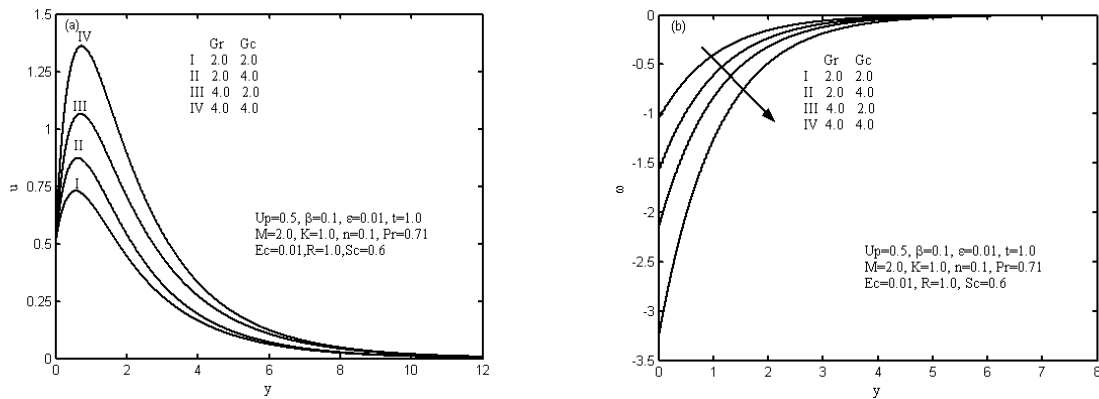 (a)
1.5
1.25
1
0.75
0.5
0.25
0
u
IV
III
II
I
Gr Gc
I 2.0 2.0
II 2.0 4.0
III 4.0 2.0
IV 4.0 4.0
Up=0.5, β=0.1, ε=0.01, t=1.0
M=2.0, K=1.0, n=0.1, Pr=0.71
Ec=0.01,R=1.0,Sc=0.6
0 2 4 6 8 10 12
y
(b)
0
-0.5
-1
-1.5
-2
-2.5
-3
-3.5
ω
Gr Gc
I 2.0 2.0
II 2.0 4.0
III 4.0 2.0
IV 4.0 4.0
Up=0.5, β=0.1, ε=0.01, t=1.0
M=2.0, K=1.0, n=0.1, Pr=0.71
Ec=0.01, R=1.0, Sc=0.6
0 1 2 3 4 5 6 7 8
y